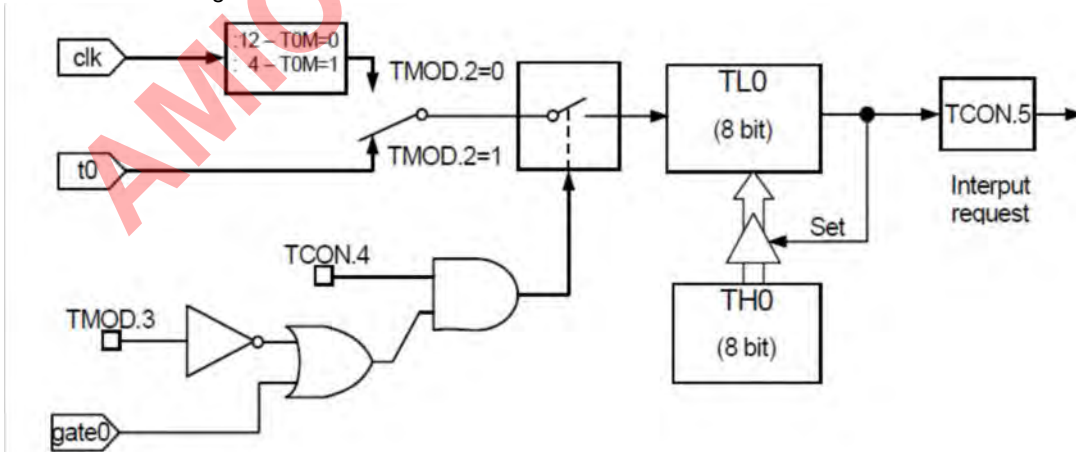 clk
:12 – T0M=0
: 4 – T0M=1
TMOD.2=0
TL0
(8 bit)
TCON.5
t0
TMOD.2=1
Interput
request
Set
TCON.4
TH0
(8 bit)
TMOD.3
gate0
AMIC